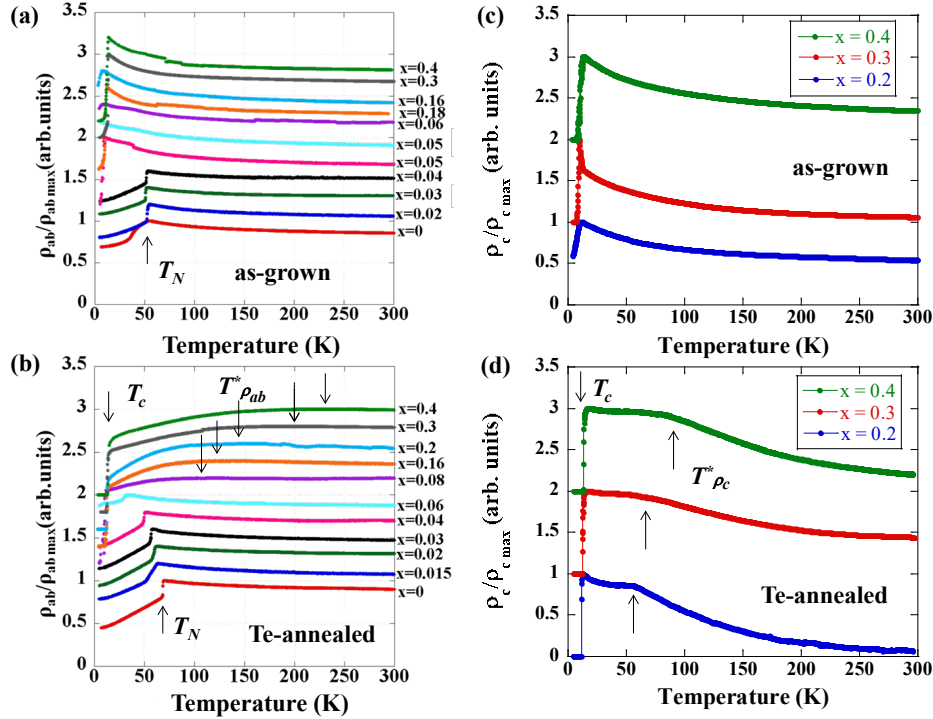 (a)
ρab/ρab max(arb.units)
3.5
3
2.5
2
1.5
1
0.5
0
x=0.4
x=0.3
x=0.16
x=0.18
x=0.06
x=0.05
x=0.05
x=0.04
x=0.03
x=0.02
x=0
TN
as-grown
0 50 100 150 200 250 300
Temperature (K)
(c)
ρc/ρc max (arb. units)
3.5
3
2.5
2
1.5
1
0.5
0
x = 0.4
x = 0.3
x = 0.2
as-grown
0 50 100 150 200 250 300
Temperature (K)
(b)
ρab/ρab max(arb.units)
3.5
3
2.5
2
1.5
1
0.5
0
Tc
T*ρab
x=0.4
x=0.3
x=0.2
x=0.16
x=0.08
x=0.06
x=0.04
x=0.03
x=0.02
x=0.015
x=0
TN
Te-annealed
0 50 100 150 200 250 300
Temperature (K)
(d)
ρc/ρc max (arb. units)
3.5
3
2.5
2
1.5
1
0.5
0
Tc
x = 0.4
x = 0.3
x = 0.2
T*ρc
Te-annealed
0 50 100 150 200 250 300
Temperature (K)